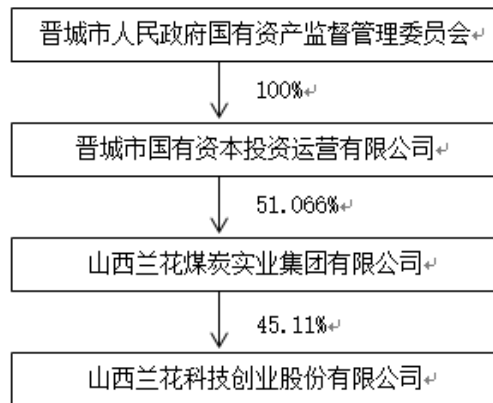 晋城市人民政府国有资产监督管理委员会
100%
晋城市国有资本投资运营有限公司
51.066%
山西兰花煤炭实业集团有限公司
45.11%
山西兰花科技创业股份有限公司